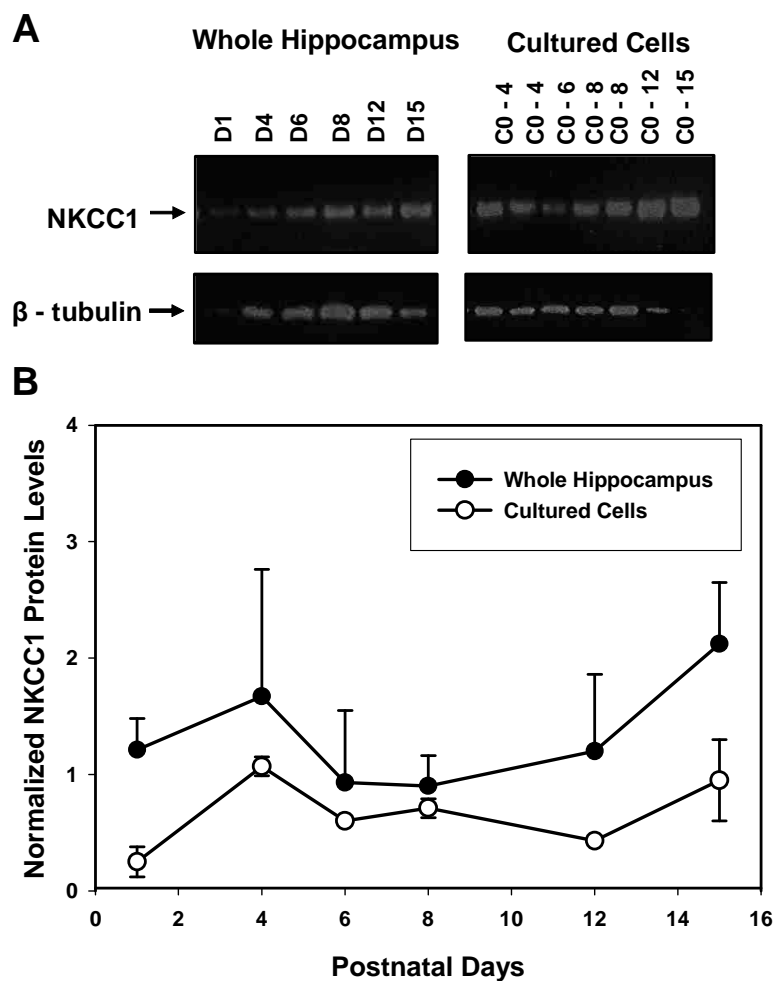 A
Whole Hippocampus
Cultured Cells
D1 D4 D6 D8 D12 D15
C0 - 4 C0 - 4 C0 - 6 C0 - 8 C0 - 8 C0 - 12 C0 - 15
NKCC1
β - tubulin
B
Normalized NKCC1 Protein Levels
4
3
2
1
0
Whole Hippocampus
Cultured Cells
0 2 4 6 8 10 12 14 16
Postnatal Days